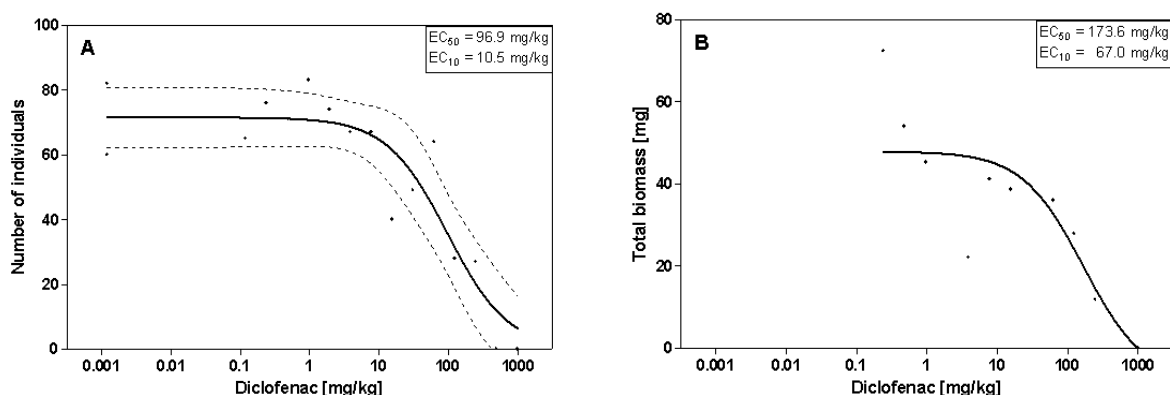 A
EC50 = 96.9 mg/kg
EC10 = 10.5 mg/kg
Number of individuals
100
80
60
40
20
0
0.001 0.01 0.1 1 10 100 1000
Diclofenac [mg/kg]
B
EC50 = 173.6 mg/kg
EC10 = 67.0 mg/kg
Total biomass [mg]
80
60
40
20
0
0.001 0.01 0.1 1 10 100 1000
Diclofenac [mg/kg]